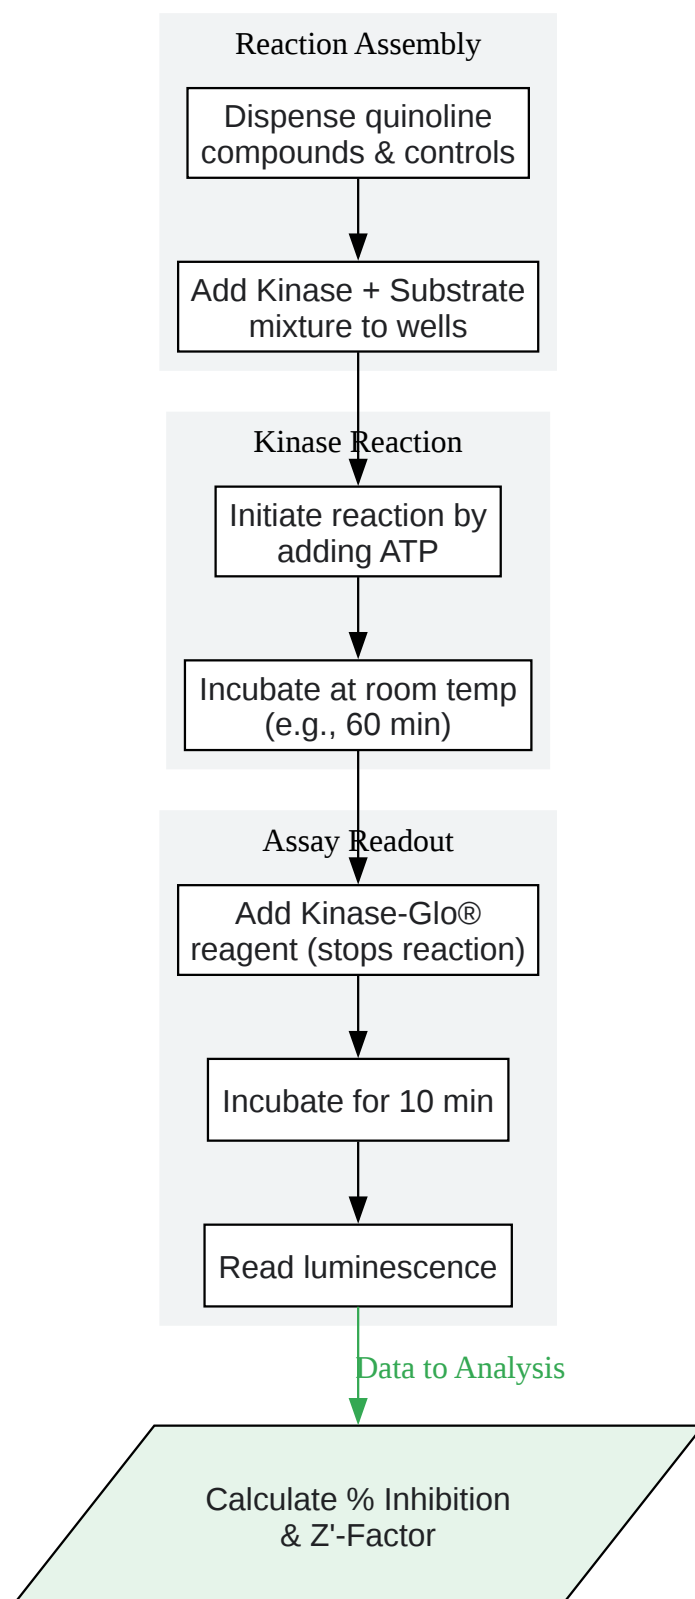 Reaction Assembly
Dispense quinoline
compounds & controls
Add Kinase + Substrate
mixture to wells
Kinase Reaction
Initiate reaction by
adding ATP
Incubate at room temp
(e.g., 60 min)
Assay Readout
Add Kinase-Glo®
reagent (stops reaction)
Incubate for 10 min
Read luminescence
Data to Analysis
Calculate % Inhibition
& Z'-Factor